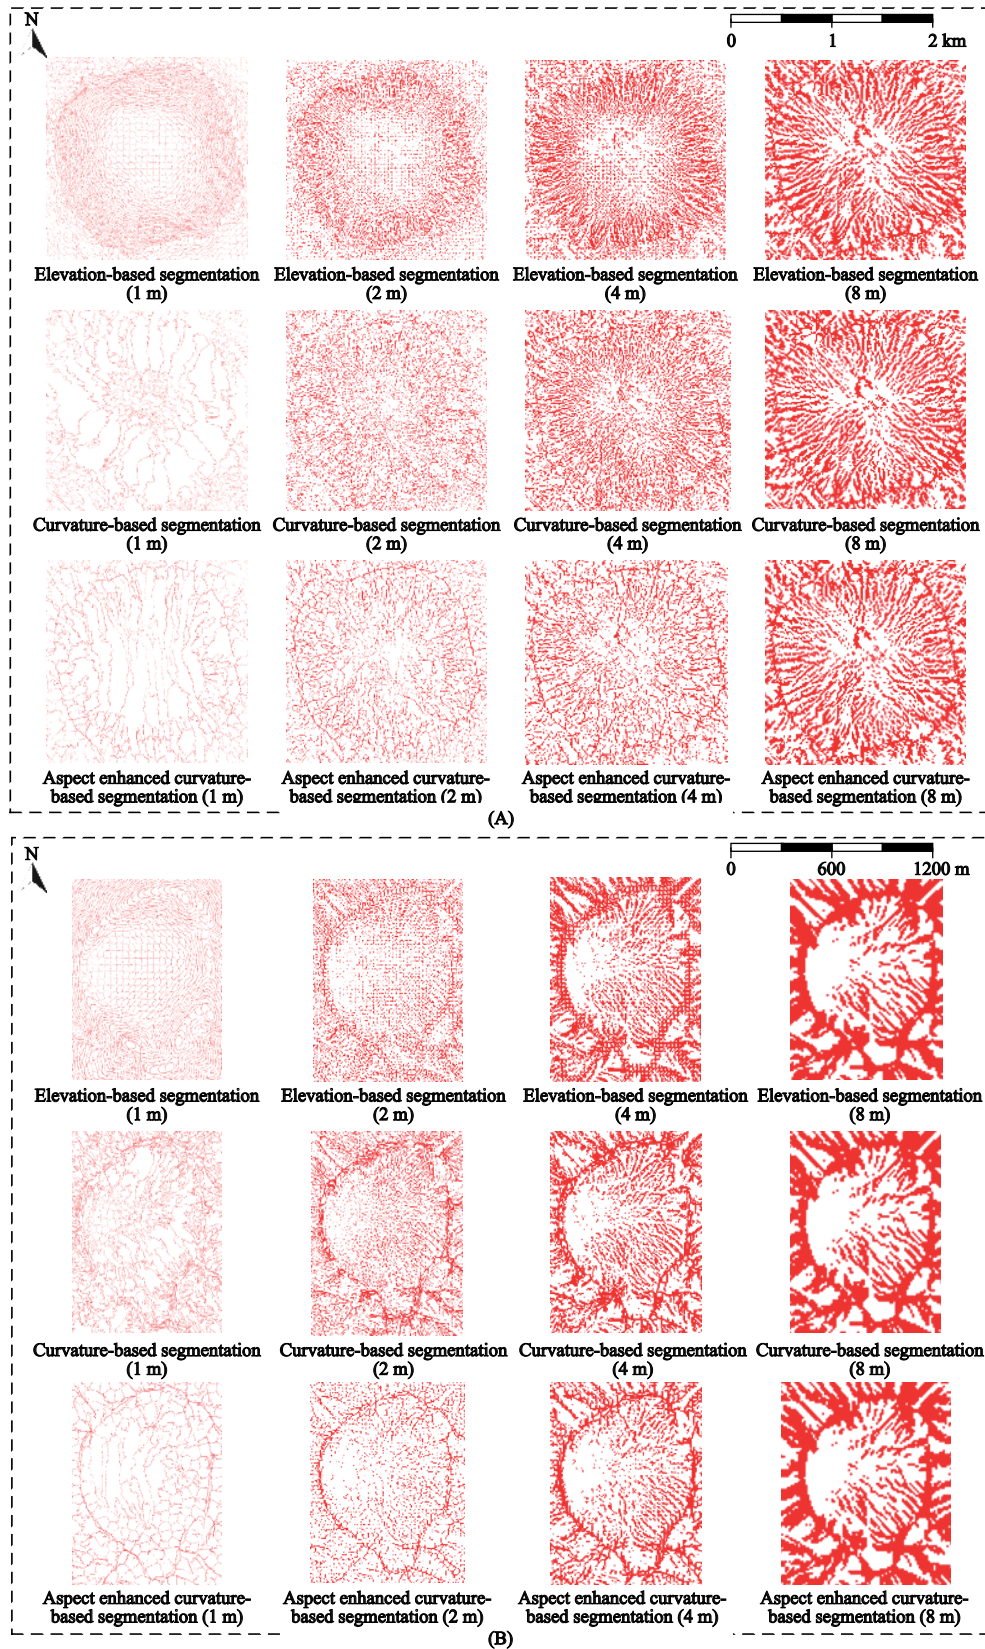 N
0 1 2 km
Elevation-based segmentation
(1 m)
Elevation-based segmentation
(2 m)
Elevation-based segmentation
(4 m)
Elevation-based segmentation
(8 m)
Curvature-based segmentation
(1 m)
Curvature-based segmentation
(2 m)
Curvature-based segmentation
(4 m)
Curvature-based segmentation
(8 m)
Aspect enhanced curvature-
based segmentation (1 m)
Aspect enhanced curvature-
based segmentation (2 m)
Aspect enhanced curvature-
based segmentation (4 m)
Aspect enhanced curvature-
based segmentation (8 m)
(A)
N
0 600 1200 m
Elevation-based segmentation
(1 m)
Elevation-based segmentation
(2 m)
Elevation-based segmentation
(4 m)
Elevation-based segmentation
(8 m)
Curvature-based segmentation
(1 m)
Curvature-based segmentation
(2 m)
Curvature-based segmentation
(4 m)
Curvature-based segmentation
(8 m)
Aspect enhanced curvature-
based segmentation (1 m)
Aspect enhanced curvature-
based segmentation (2 m)
Aspect enhanced curvature-
based segmentation (4 m)
Aspect enhanced curvature-
based segmentation (8 m)
(B)